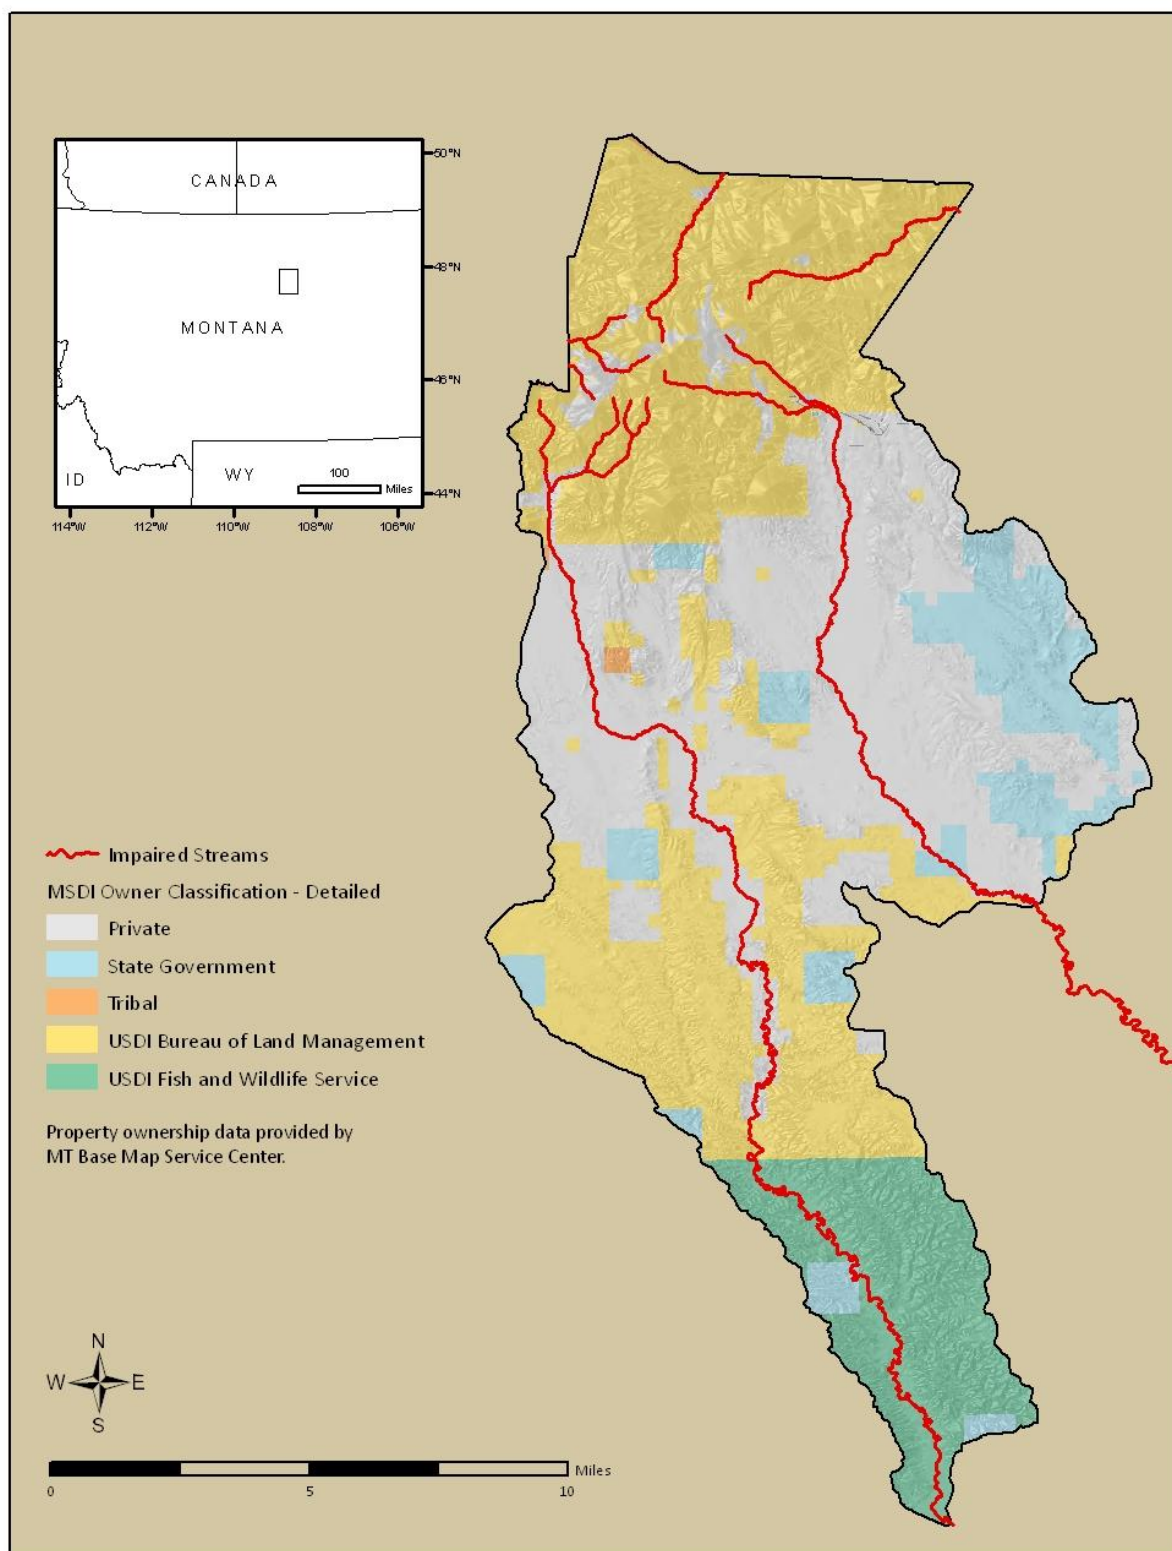 50°N
CANADA
48°N
MONTANA
46°N
ID
WY
100
Miles
44°N
114°W
112°W
110°W
108°W
106°W
Impaired Streams
MSDI Owner Classification - Detailed
Private
State Government
Tribal
USDI Bureau of Land Management
USDI Fish and Wildlife Service
Property ownership data provided by
MT Base Map Service Center.
N
W
E
S
Miles
0
5
10